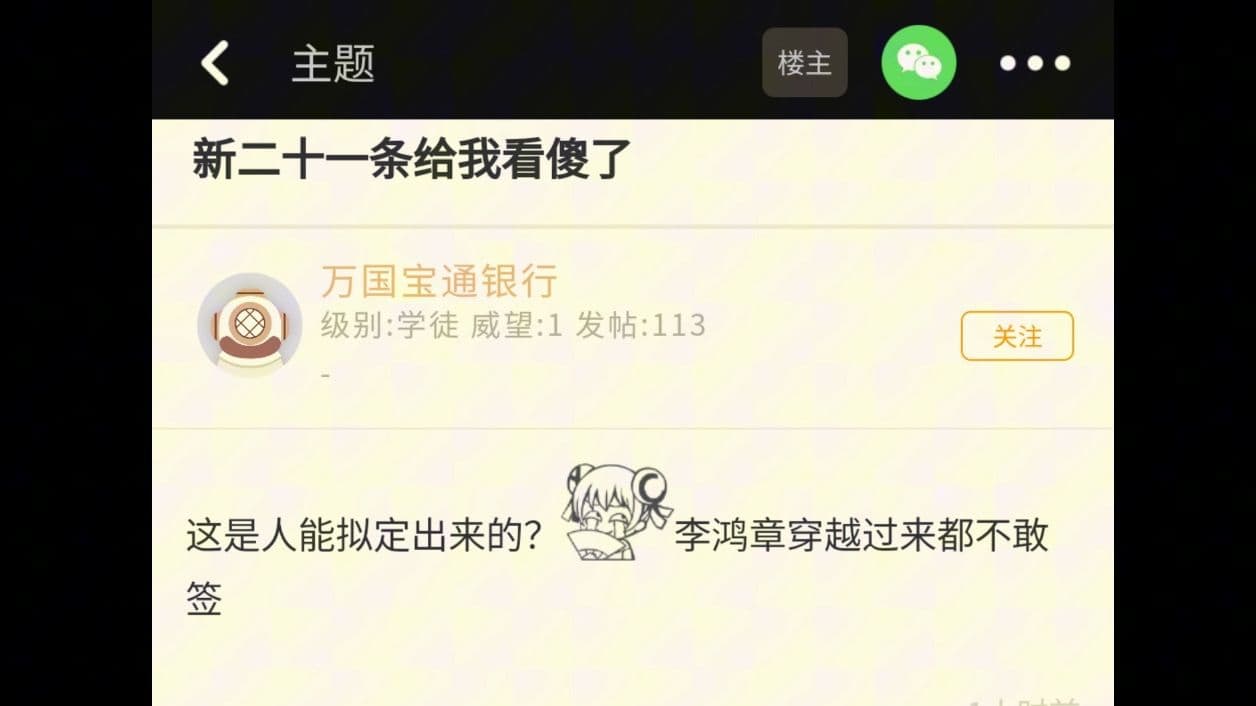 主题
楼主
新二十一条给我看傻了
万国宝通银行
级别:学徒 威望:1 发帖:113
-
关注
这是人能拟定出来的? 李鸿章穿越过来都不敢
签